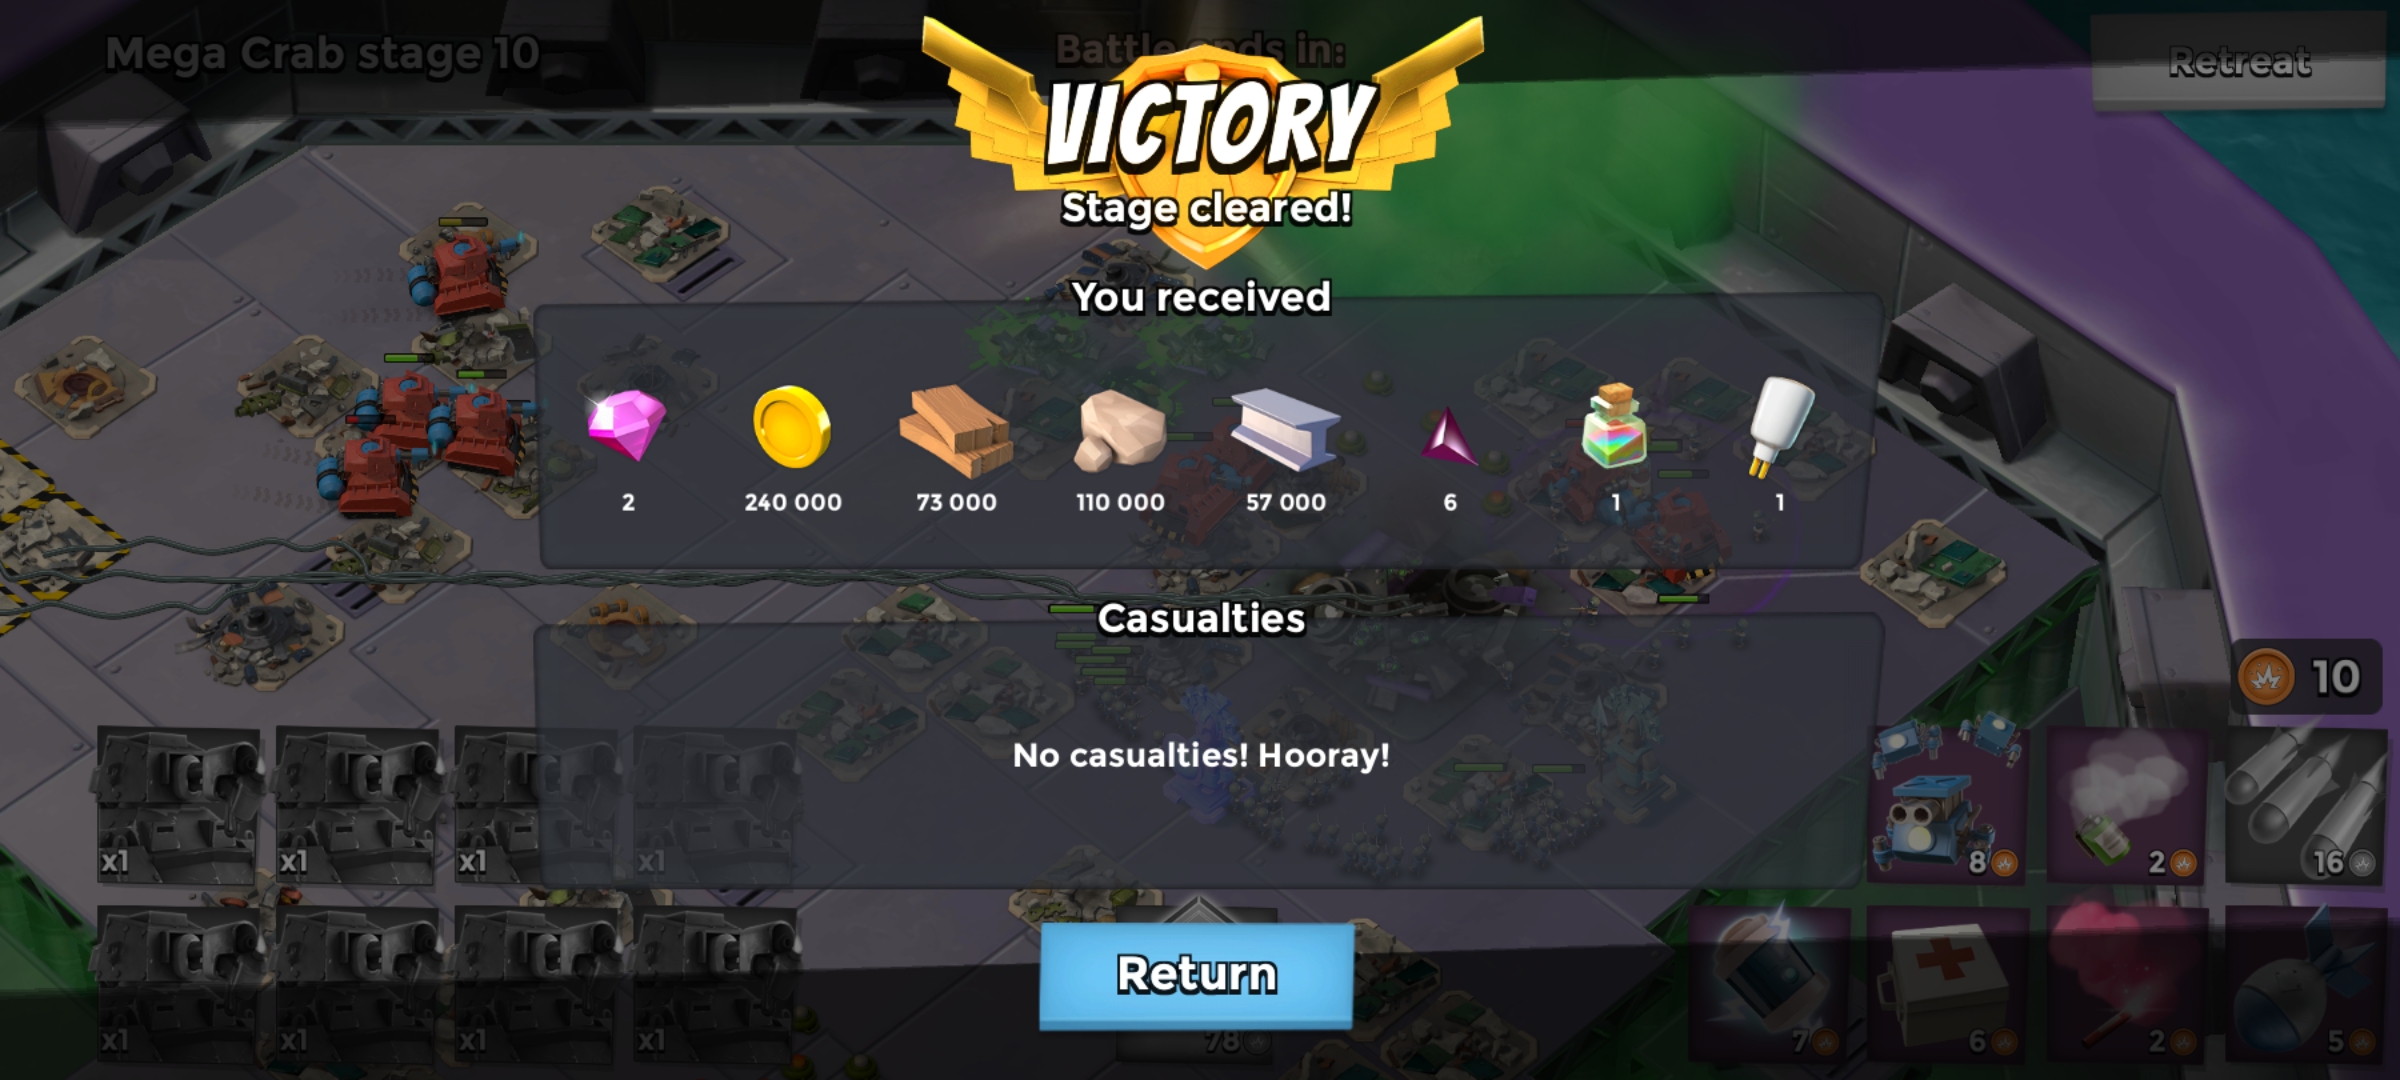 Mega Crab stage 10
Battle ends in:
Retreat
VICTORY
Stage cleared!
You received
2
240 000
73 000
110 000
57 000
6
1
1
Casualties
No casualties! Hooray!
10
x1
x1
x1
x1
8
2
16
Return
x1
x1
x1
x1
78
7
6
2
5